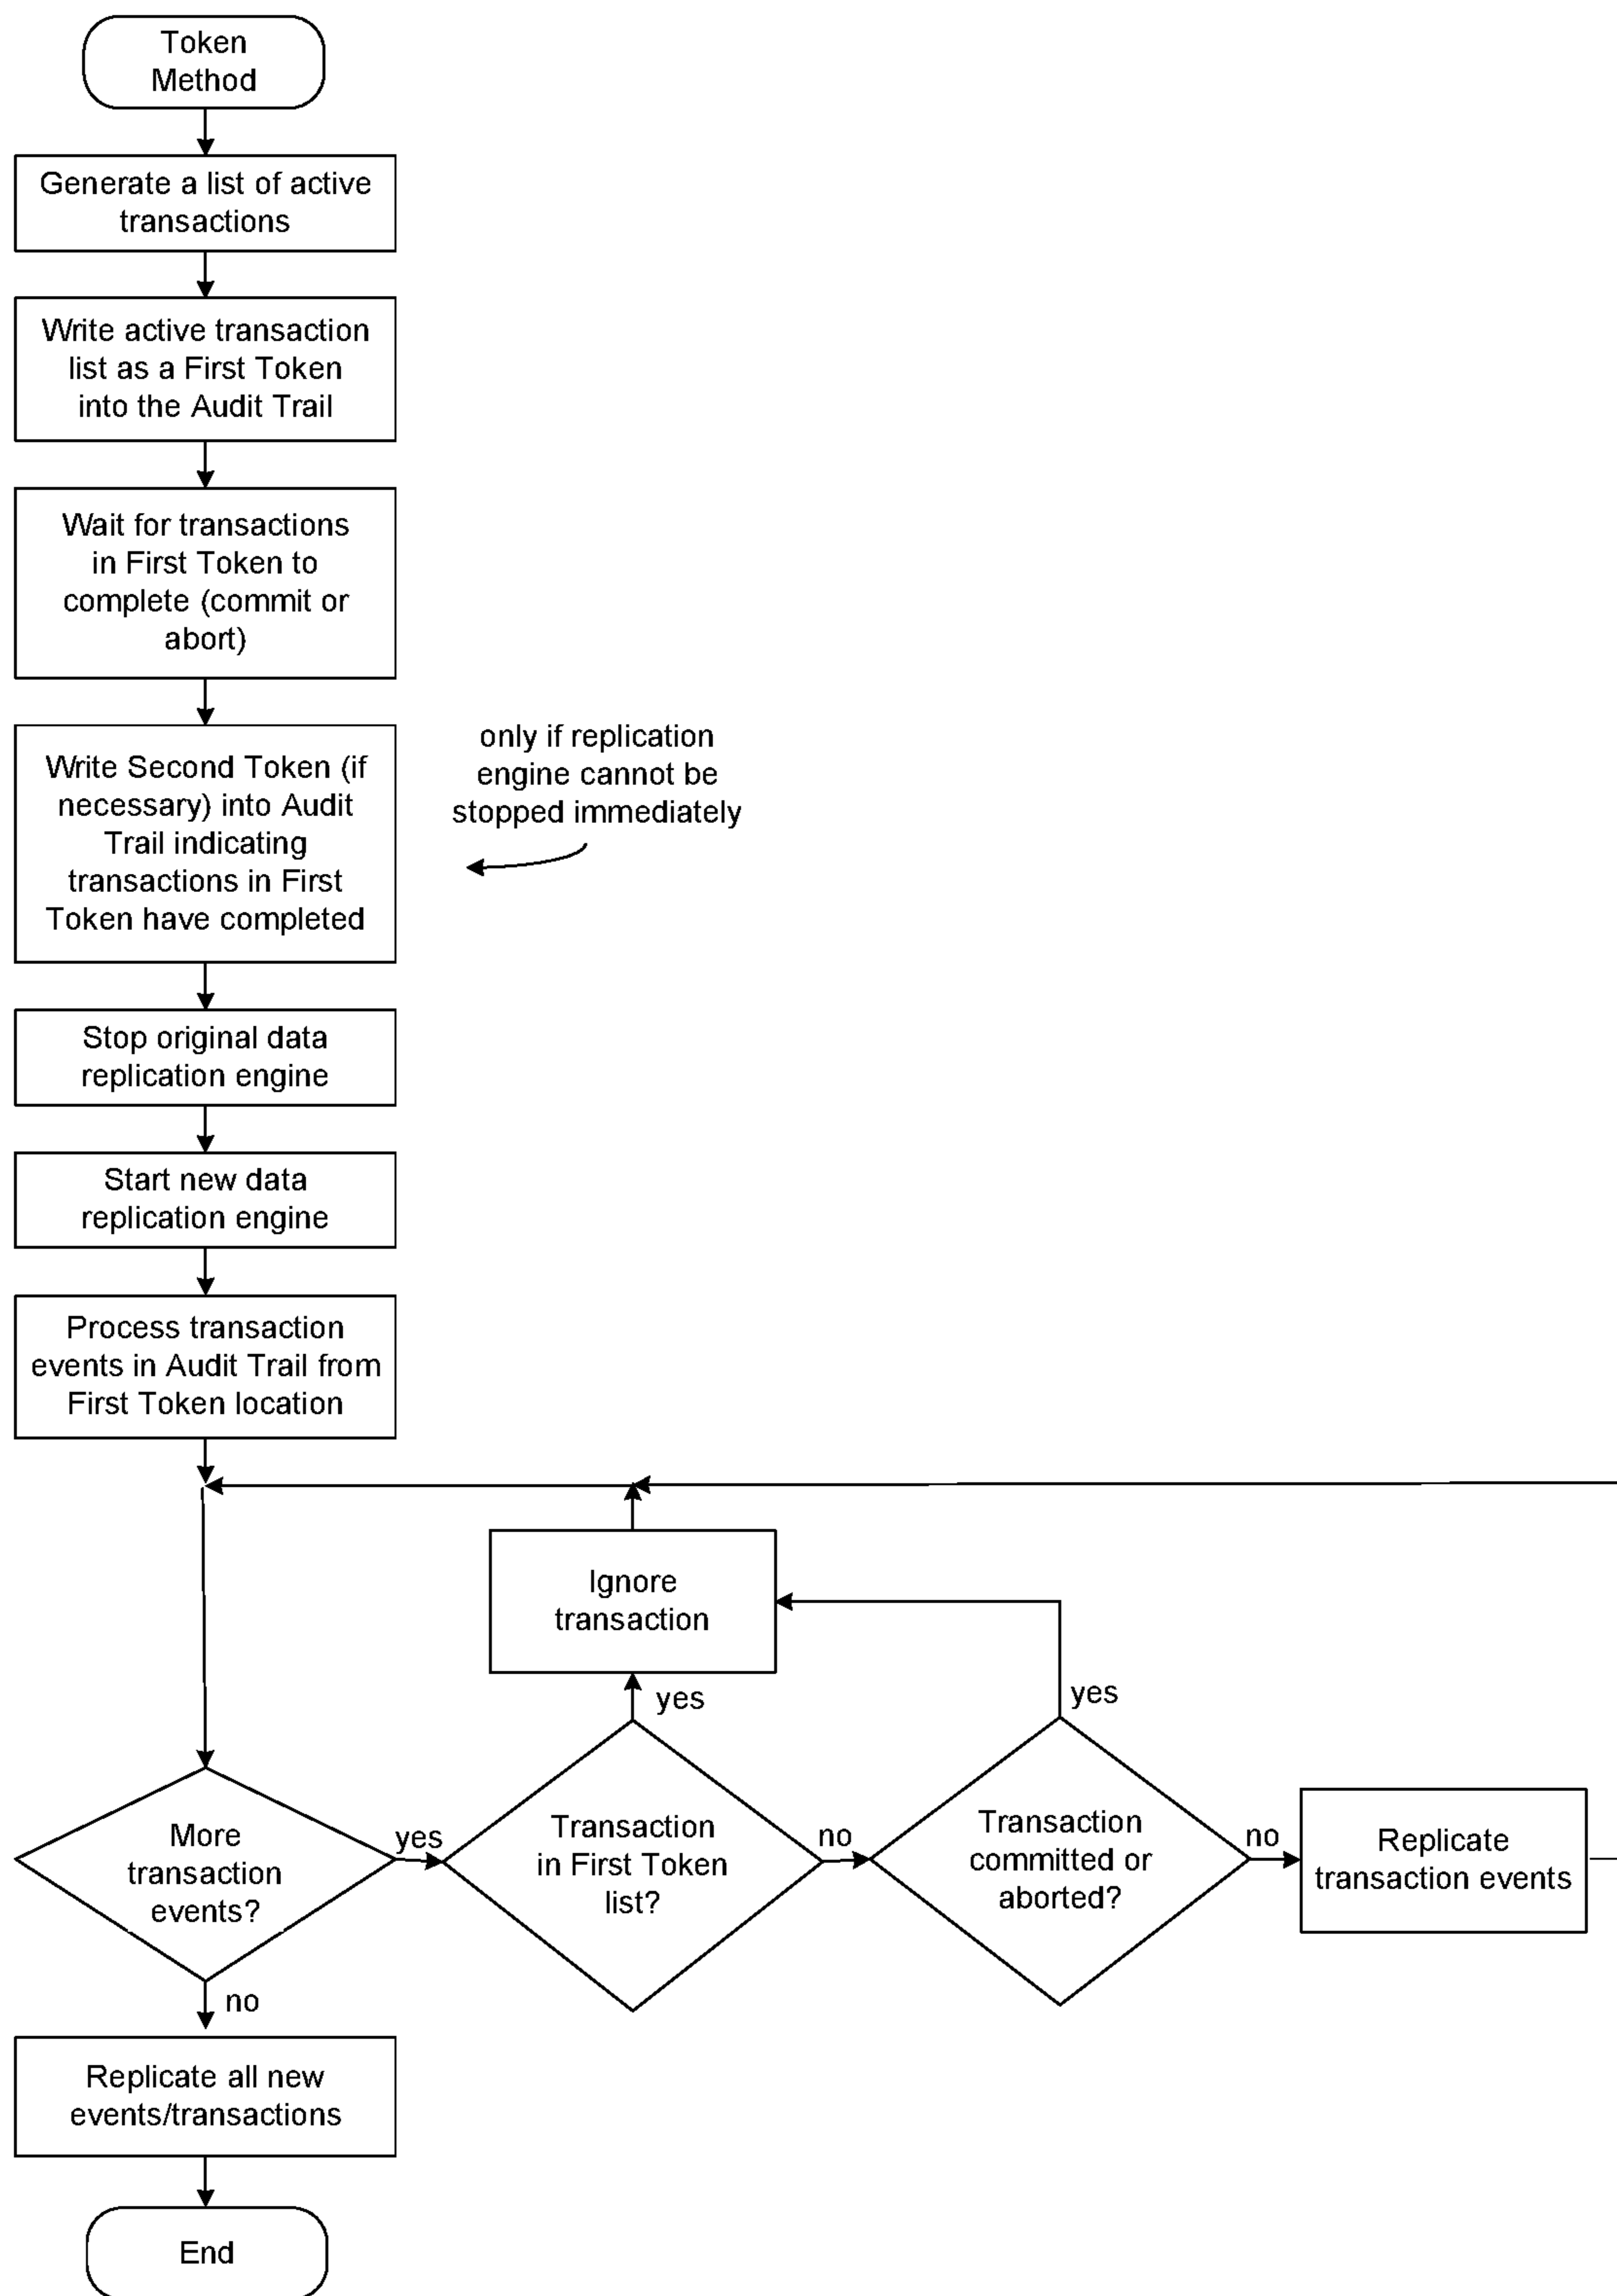 Token
Method
Generate a list of active
transactions
Write active transaction
list as a First Token
into the Audit Trail
Wait for transactions
in First Token to
complete (commit or
abort)
Write Second Token (if
necessary) into Audit
Trail indicating
transactions in First
Token have completed
only if replication
engine cannot be
stopped immediately
Stop original data
replication engine
Start new data
replication engine
Process transaction
events in Audit Trail from
First Token location
Ignore
transaction
yes
yes
More
transaction
events?
yes
Transaction
in First Token
list?
no
Transaction
committed or
aborted?
no
Replicate
transaction events
no
Replicate all new
events/transactions
End